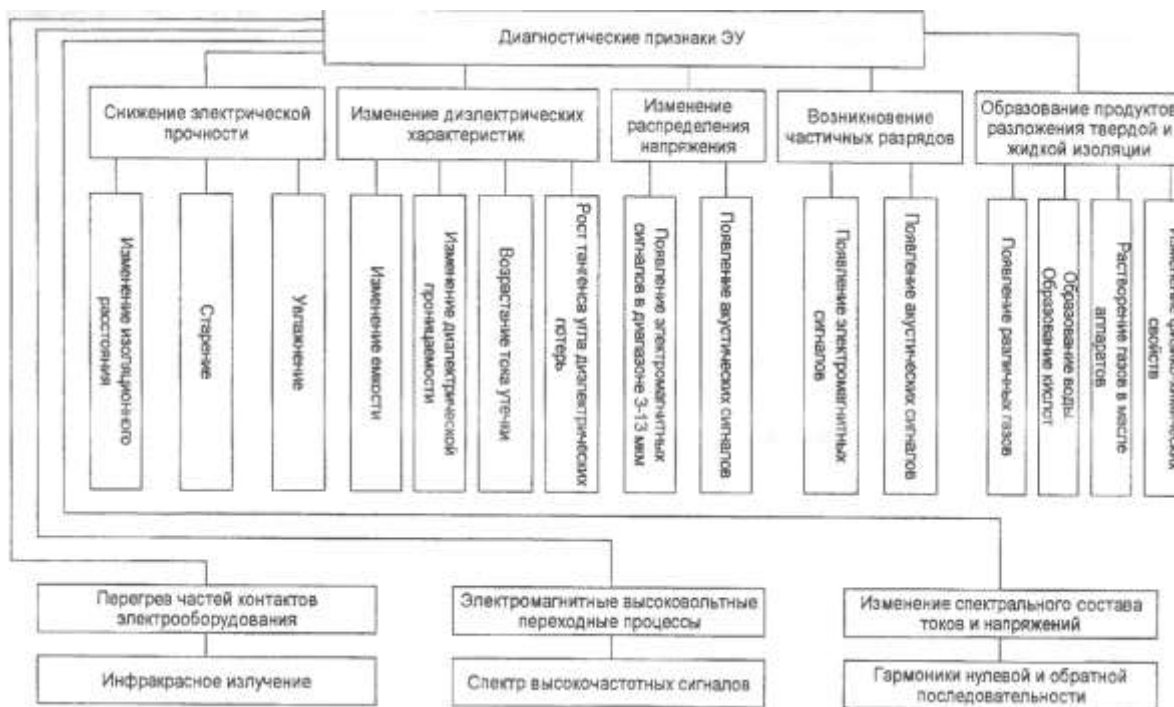 Диагностические признаки ЭУ
Снижение электрической
прочности
Изменение диэлектрических
характеристик
Изменение
распределения
напряжения
Возникновение
частичных разрядов
Образование продуктов
разложения твердой и
жидкой изоляции
Изменение изоляционного
расстояния
Старение
Увлажнение
Изменение емкости
Изменение диэлектрической
проницаемости
Возрастание тока утечки
Рост тангенса угла диэлектрических
потерь
Появление электромагнитных
сигналов в диапазоне 3-13 мкм
Появление акустических сигналов
Появление электромагнитных
сигналов
Появление акустических сигналов
Появление различных газов
Образование воды
Образование кислот
Растворение газов в масле
аппаратов
свойств
Перегрев частей контактов
электрооборудования
Электромагнитные высоковольтные
переходные процессы
Изменение спектрального состава
токов и напряжений
Инфракрасное излучение
Спектр высокочастотных сигналов
Гармоники нулевой и обратной
последовательности